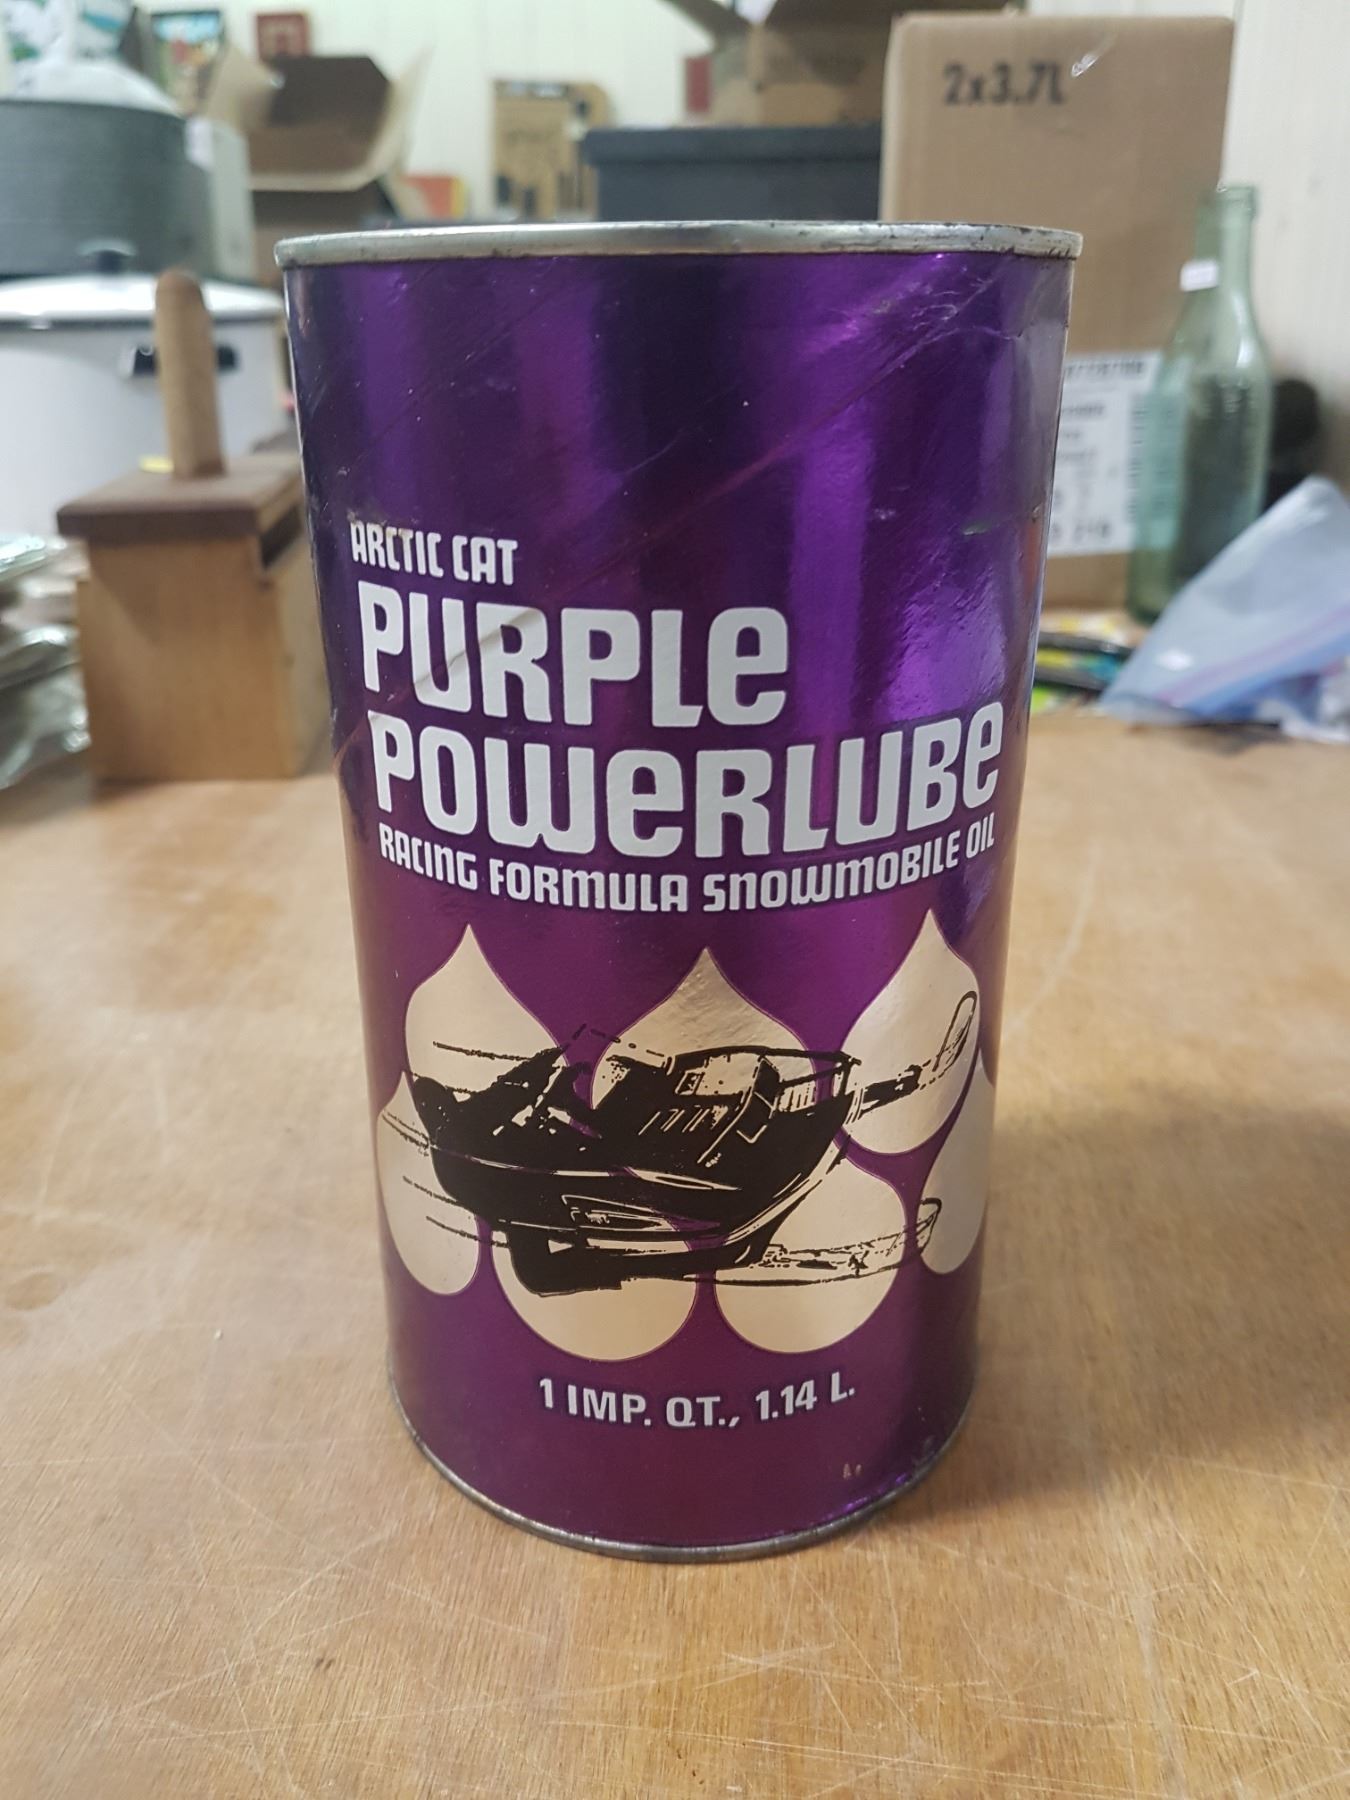 2x3.7L
ARCTIC CAT
PURPLE
POWERLUBE
RACING FORMULA SNOWMOBILE OIL
1 IMP. QT., 1.14 L.